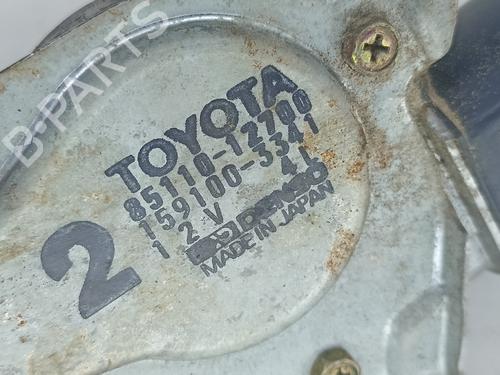 B-PARTS
TOYOTA
85110-12700
159100-3341
12V 4L
2
DENSO
MADE IN JAPAN